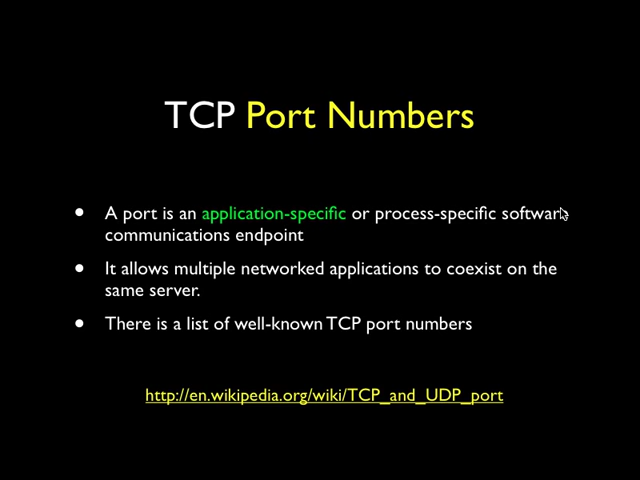 TCP Port Numbers
• A port is an application-specific or process-specific software
communications endpoint
• It allows multiple networked applications to coexist on the
same server.
• There is a list of well-known TCP port numbers
http://en.wikipedia.org/wiki/TCP_and_UDP_port